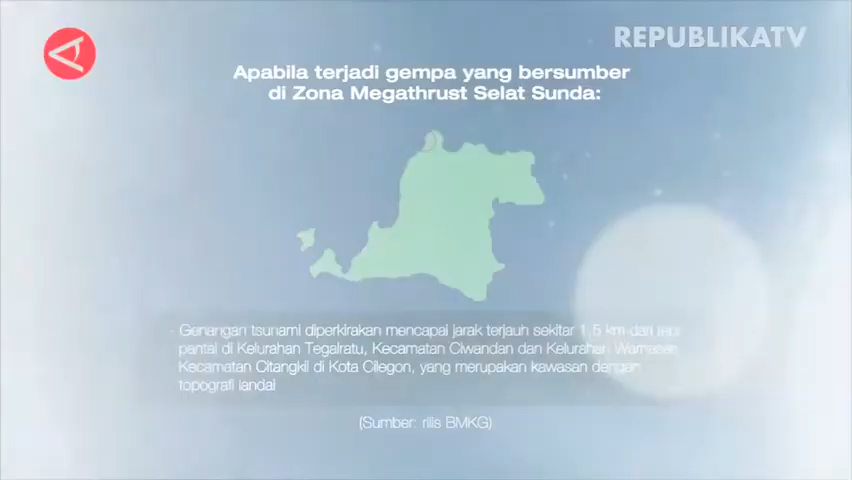 REPUBLIKATV
Apabila terjadi gempa yang bersumber
di Zona Megathrust Selat Sunda:
Genangan tsunami diperkirakan mencapai jarak terjauh sekitar 1,5 km dari tepi
pantai di Kelurahan Tegalratu, Kecamatan Ciwandan dan Kelurahan Warnasari,
Kecamatan Citangkil di Kota Cilegon, yang merupakan kawasan dengan
topografi landai
(Sumber: rilis BMKG)